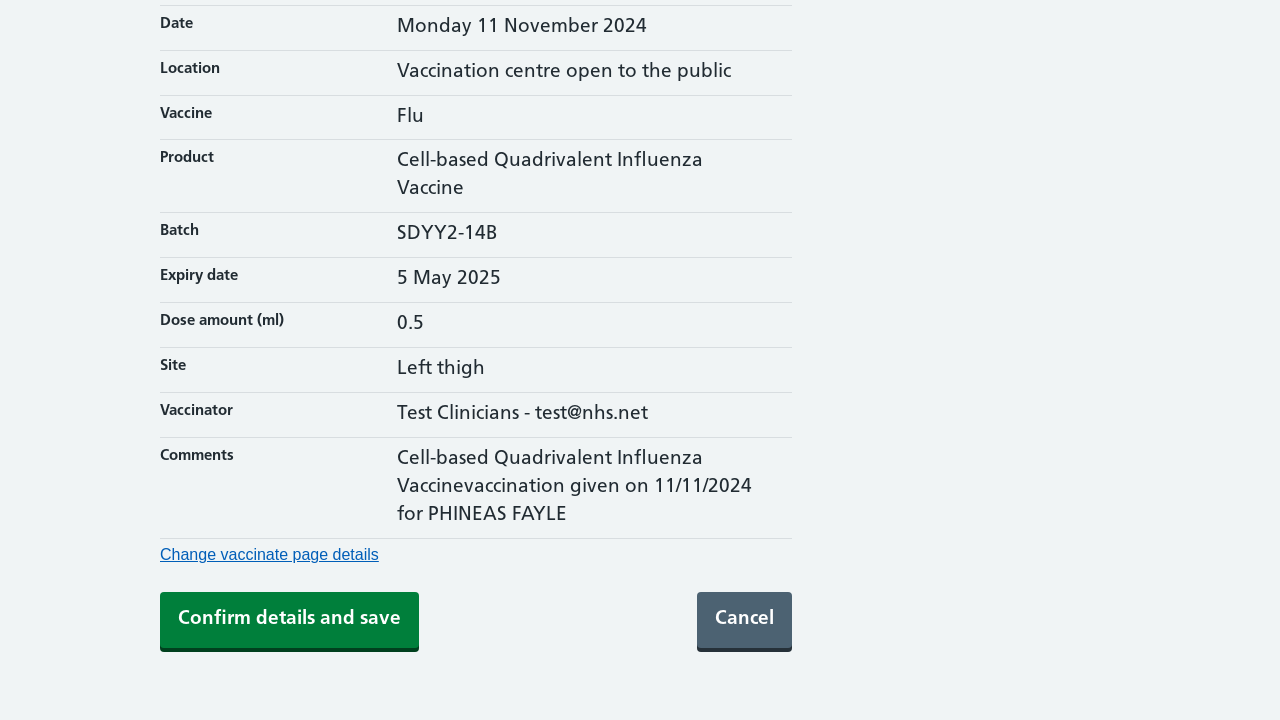 Date Monday 11 November 2024
Location Vaccination centre open to the public
Vaccine Flu
Product Cell-based Quadrivalent Influenza
Vaccine
Batch SDYY2-14B
Expiry date 5 May 2025
Dose amount (ml) 0.5
Site Left thigh
Vaccinator Test Clinicians - test@nhs.net
Comments Cell-based Quadrivalent Influenza
Vaccinevaccination given on 11/11/2024
for PHINEAS FAYLE
Change vaccinate page details
Confirm details and save Cancel